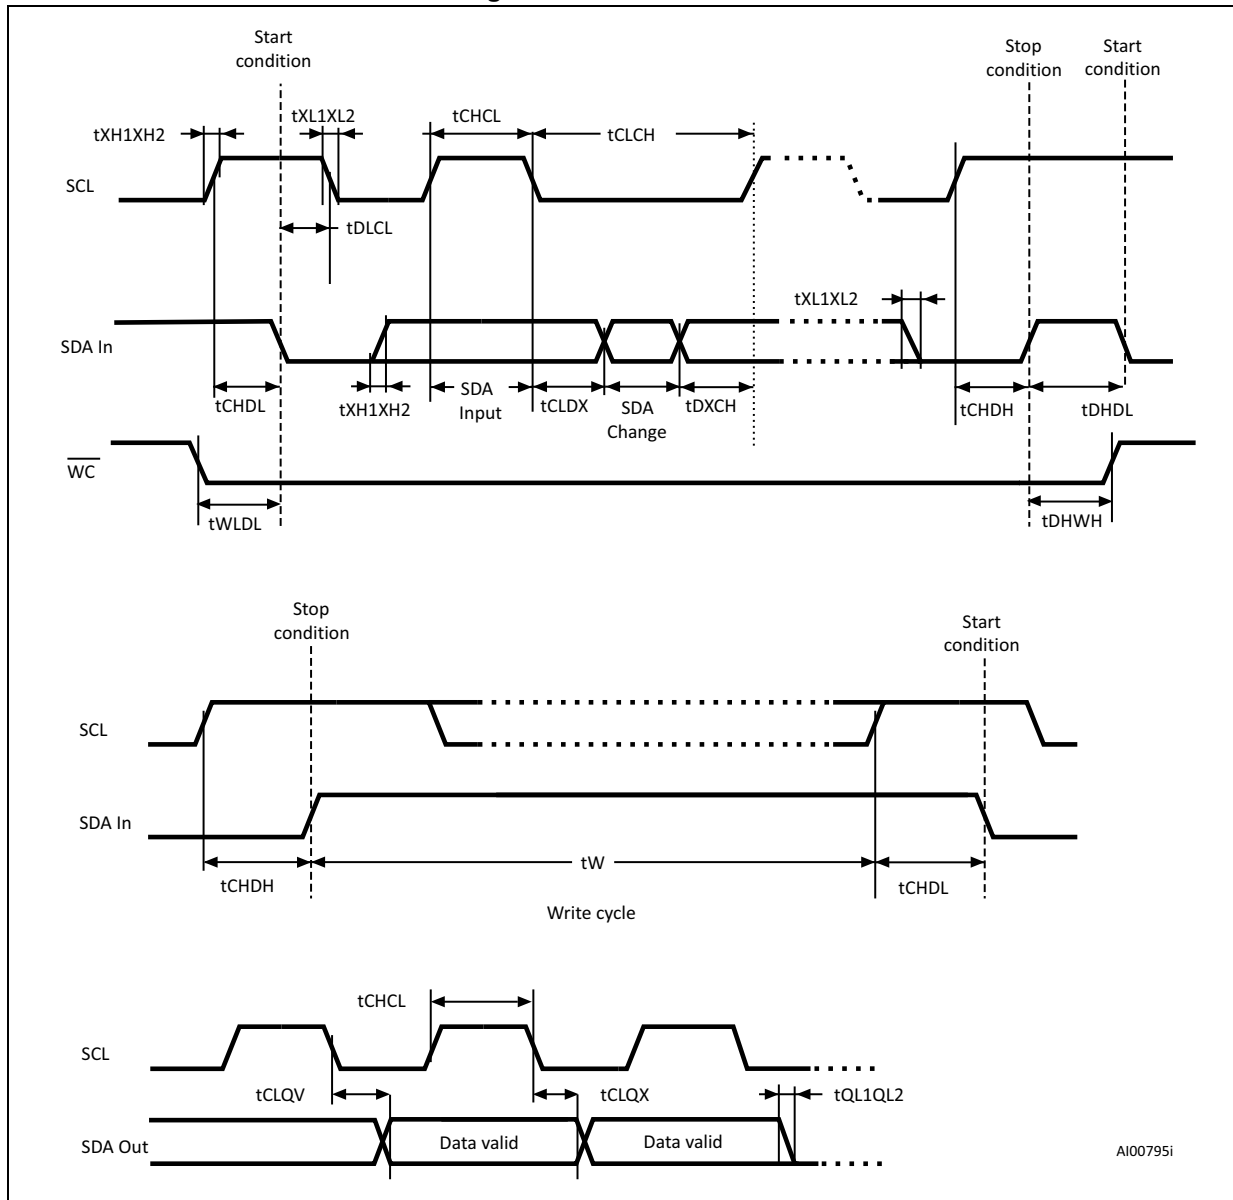 Start
condition
Stop
condition
Start
condition
tXH1XH2
tXL1XL2
tCHCL
tCLCH
SCL
tDLCL
tXL1XL2
SDA In
tCHDL
tXH1XH2
SDA
Input
tCLDX
SDA
Change
tDXCH
tCHDH
tDHDL
WC
tWLDL
tDHWH
Stop
condition
Start
condition
SCL
SDA In
tCHDH
tW
tCHDL
Write cycle
tCHCL
SCL
tCLQV
tCLQX
tQL1QL2
SDA Out
Data valid
Data valid
AI00795i